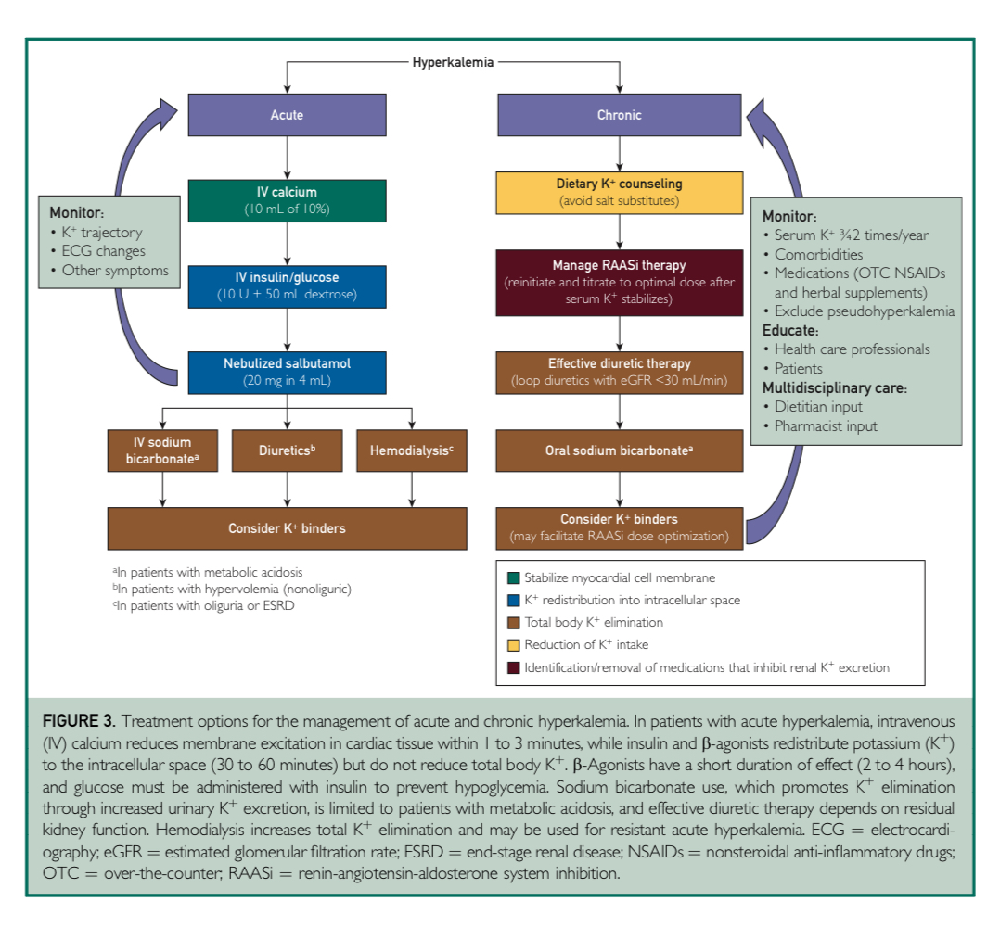 Hyperkalemia
Acute
IV calcium
(10 mL of 10%)
IV insulin/glucose
(10 U + 50 mL dextrose)
Nebulized salbutamol
(20 mg in 4 mL)
IV sodium
bicarbonateᵃ
Diureticsᵇ
Hemodialysisᶜ
Consider K⁺ binders
Monitor:
• K⁺ trajectory
• ECG changes
• Other symptoms
ᵃIn patients with metabolic acidosis
ᵇIn patients with hypervolemia (nonoliguric)
ᶜIn patients with oliguria or ESRD
Chronic
Dietary K⁺ counseling
(avoid salt substitutes)
Manage RAASi therapy
(reinitiate and titrate to optimal dose after
serum K⁺ stabilizes)
Effective diuretic therapy
(loop diuretics with eGFR <30 mL/min)
Oral sodium bicarbonateᵃ
Consider K⁺ binders
(may facilitate RAASi dose optimization)
Monitor:
• Serum K⁺ ¾2 times/year
• Comorbidities
• Medications (OTC NSAIDs
and herbal supplements)
• Exclude pseudohyperkalemia
Educate:
• Health care professionals
• Patients
Multidisciplinary care:
• Dietitian input
• Pharmacist input
Stabilize myocardial cell membrane
K⁺ redistribution into intracellular space
Total body K⁺ elimination
Reduction of K⁺ intake
Identification/removal of medications that inhibit renal K⁺ excretion
FIGURE 3. Treatment options for the management of acute and chronic hyperkalemia. In patients with acute hyperkalemia, intravenous
(IV) calcium reduces membrane excitation in cardiac tissue within 1 to 3 minutes, while insulin and β-agonists redistribute potassium (K⁺)
to the intracellular space (30 to 60 minutes) but do not reduce total body K⁺. β-Agonists have a short duration of effect (2 to 4 hours),
and glucose must be administered with insulin to prevent hypoglycemia. Sodium bicarbonate use, which promotes K⁺ elimination
through increased urinary K⁺ excretion, is limited to patients with metabolic acidosis, and effective diuretic therapy depends on residual
kidney function. Hemodialysis increases total K⁺ elimination and may be used for resistant acute hyperkalemia. ECG = electrocardi-
ography; eGFR = estimated glomerular filtration rate; ESRD = end-stage renal disease; NSAIDs = nonsteroidal anti-inflammatory drugs;
OTC = over-the-counter; RAASi = renin-angiotensin-aldosterone system inhibition.